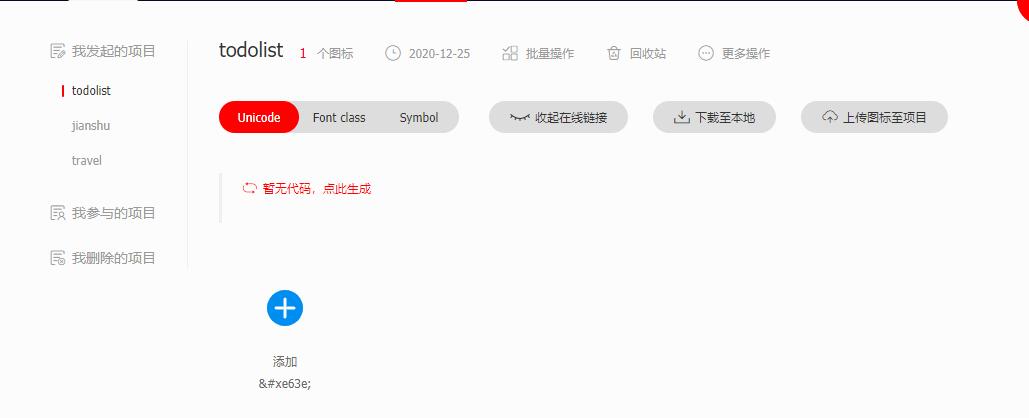 我发起的项目
todolist
jianshu
travel
我参与的项目
我删除的项目
todolist 1 个图标 2020-12-25 批量操作 回收站 更多操作
Unicode Font class Symbol 收起在线链接 下载至本地 上传图标至项目
暂无代码，点此生成
添加
&#xe63e;